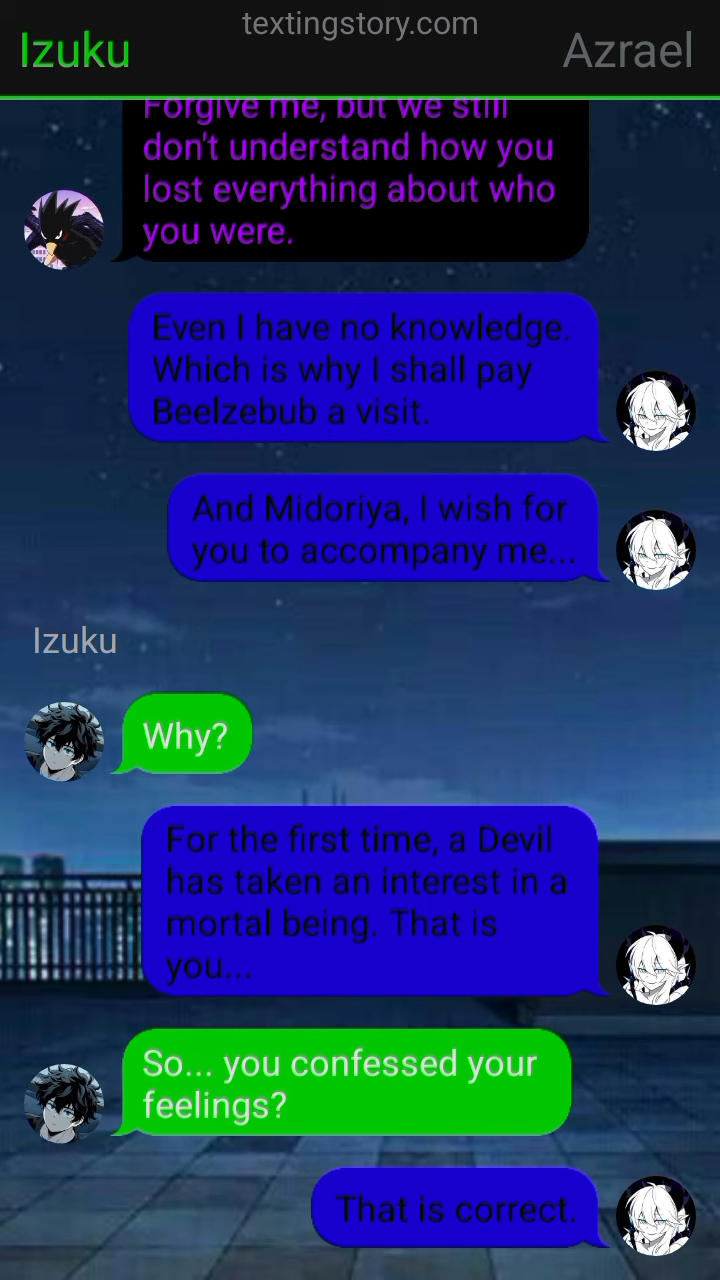 textingstory.com
Izuku
Azrael
Forgive me, but we still
don't understand how you
lost everything about who
you were.
Even I have no knowledge.
Which is why I shall pay
Beelzebub a visit.
And Midoriya, I wish for
you to accompany me...
Izuku
Why?
For the first time, a Devil
has taken an interest in a
mortal being. That is
you...
So... you confessed your
feelings?
That is correct.